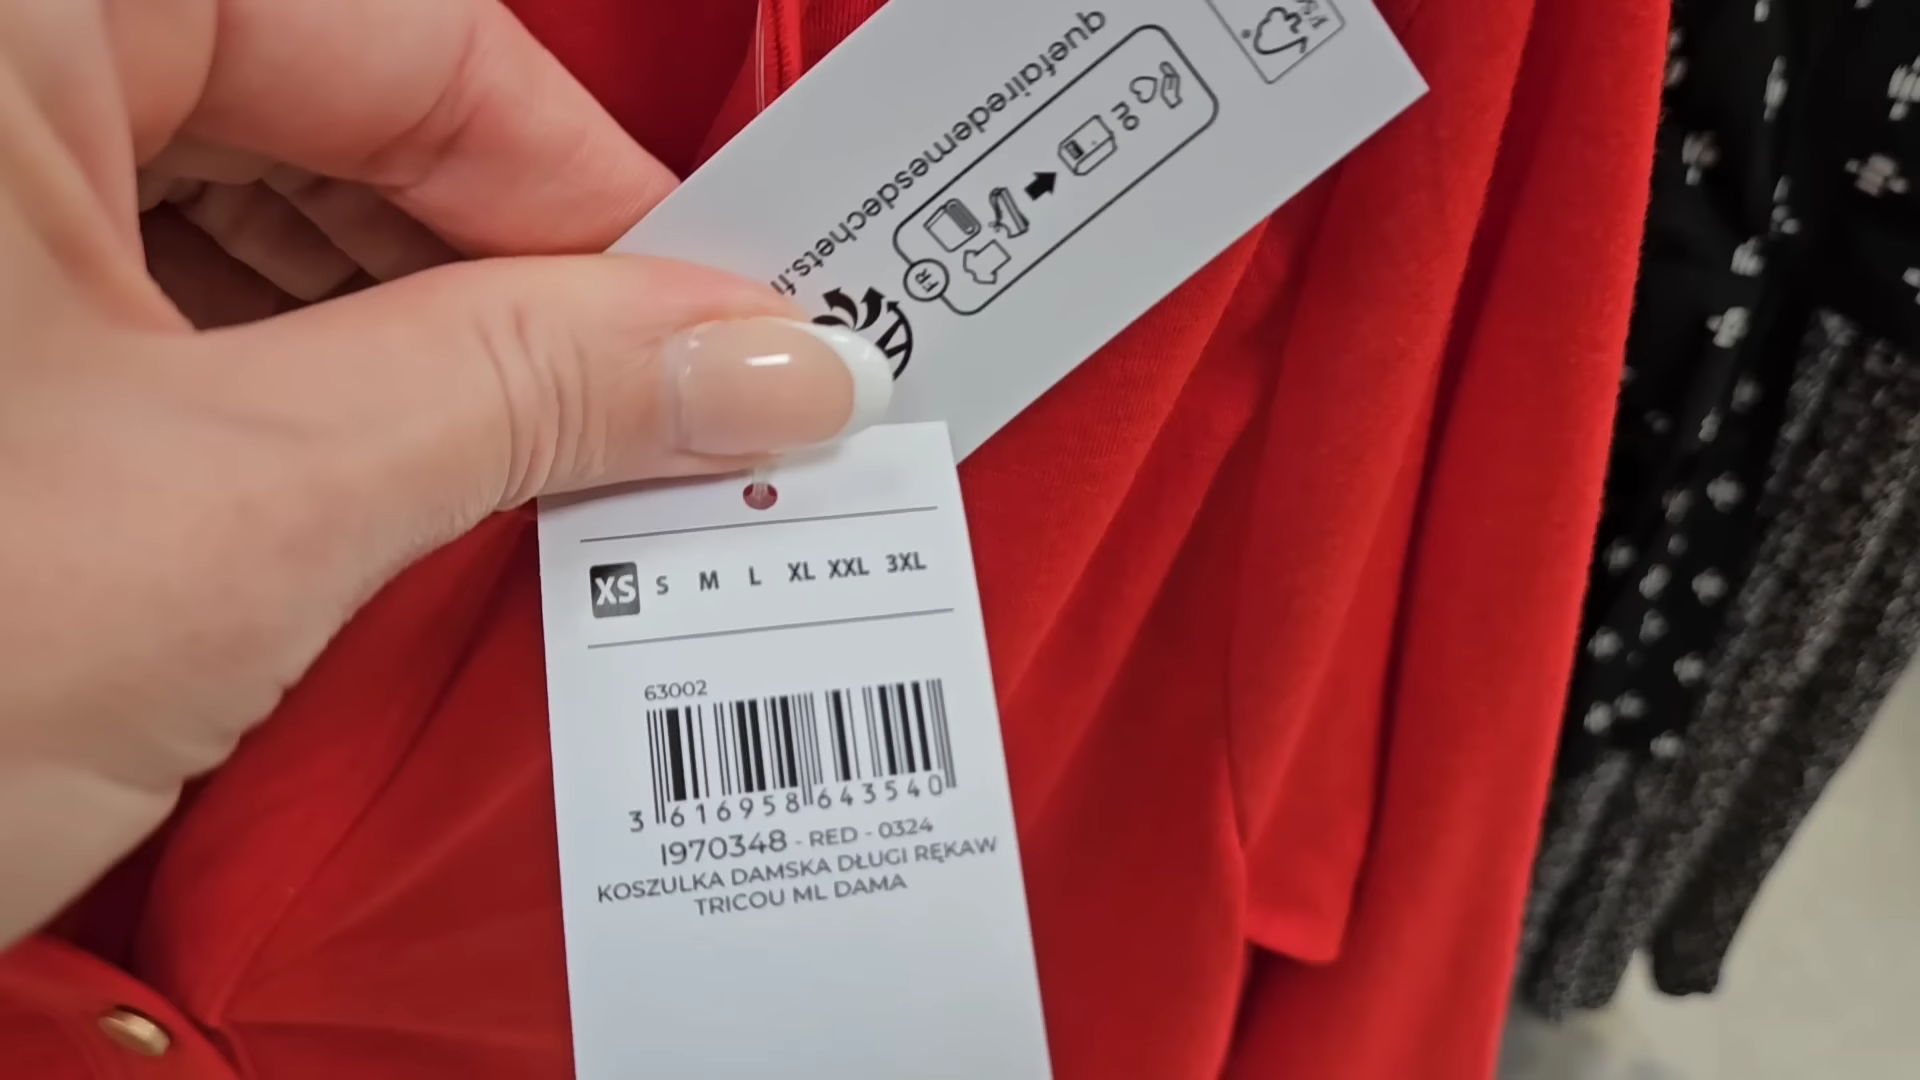 quefairedemesdechets.fr
FR
OU
XS S M L XL XXL 3XL
63002
3 616958 643540
I970348 - RED - 0324
KOSZULKA DAMSKA DŁUGI RĘKAW
TRICOU ML DAMA